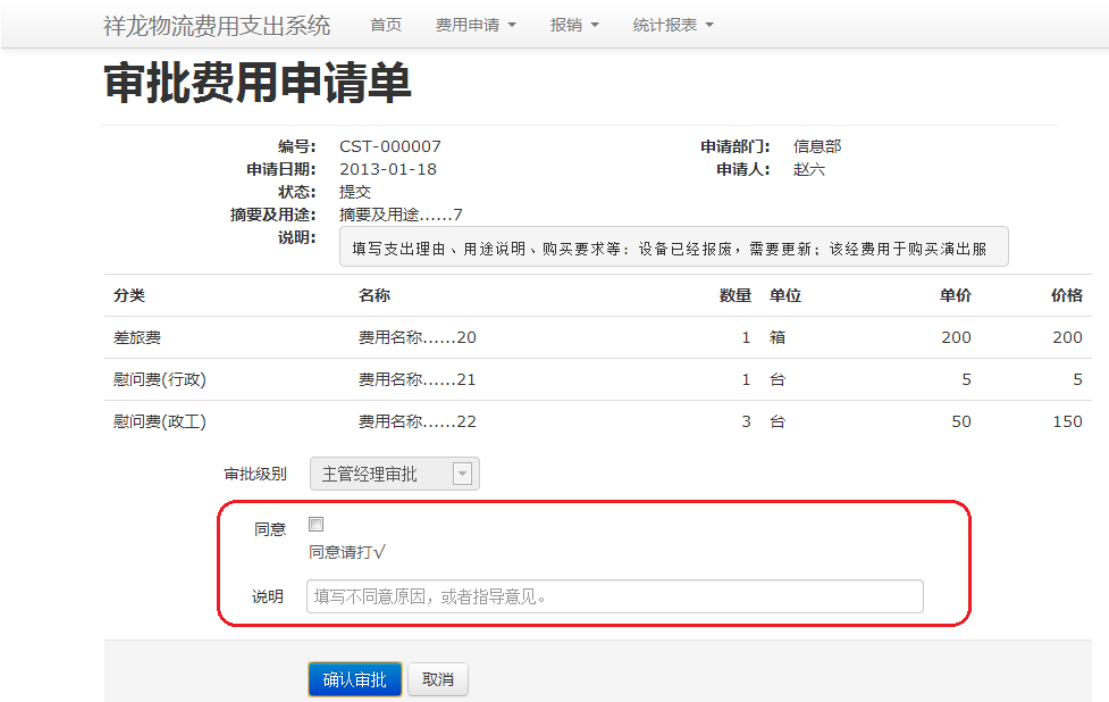 祥龙物流费用支出系统 首页 费用申请 报销 统计报表
审批费用申请单
编号: CST-000007 申请部门: 信息部
申请日期: 2013-01-18 申请人: 赵六
状态: 提交
摘要及用途: 摘要及用途......7
说明: 填写支出理由、用途说明、购买要求等: 设备已经报废，需要更新; 该经费用于购买演出服
分类 名称 数量 单位 单价 价格
差旅费 费用名称......20 1 箱 200 200
慰问费(行政) 费用名称......21 1 台 5 5
慰问费(政工) 费用名称......22 3 台 50 150
审批级别 主管经理审批
同意
同意请打√
说明 填写不同意原因，或者指导意见。
确认审批 取消